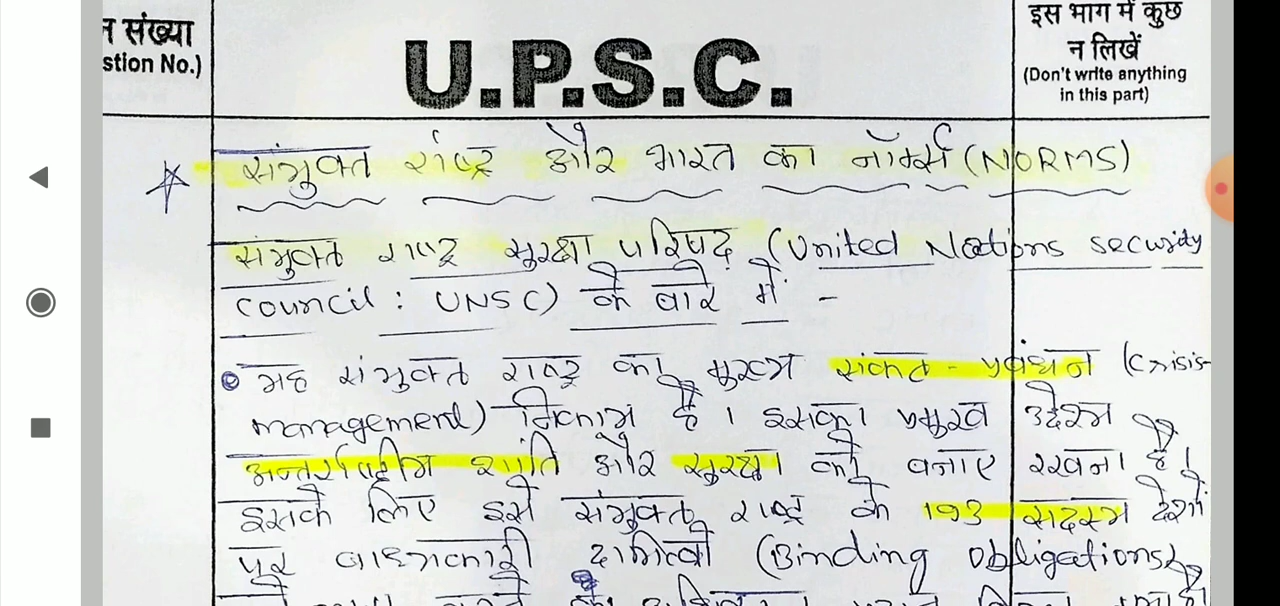 न संख्या
stion No.)
U.P.S.C.
इस भाग में कुछ
न लिखें
(Don't write anything
in this part)
संयुक्त राष्ट्र और भारत का नॉर्म्स (NORMS)
संयुक्त राष्ट्र सुरक्षा परिषद् (United Nations security
council: UNSC) के बारे में -
यह संयुक्त राष्ट्र का मुख्य संकट-प्रबंधन (Crisis-
management) निकाय है। इसका प्रमुख उद्देश्य
अन्तर्राष्ट्रीय शांति और सुरक्षा को बनाए रखना है।
इसके लिए इसे संयुक्त राष्ट्र के 193 सदस्य देशों
पर बाध्यकारी दायित्वों (Binding obligations)